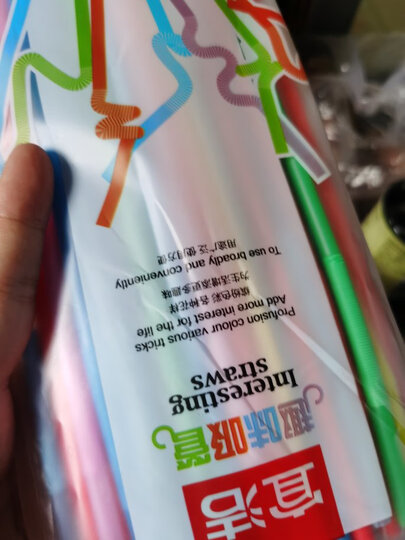 宜洁
趣味吸管
Interesting
straws
缤纷色彩 各种花样
Profusion colour various tricks
为生活增添更多趣味
Add more interest for the life
用途广泛 使用方便
To use broadly and conveniently